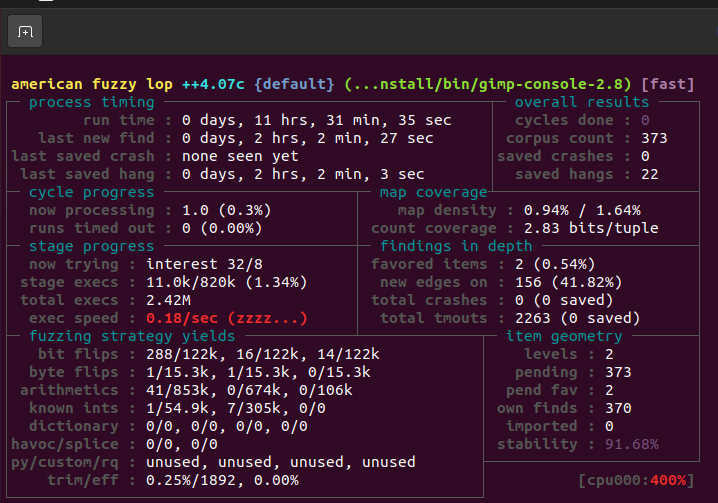 american fuzzy lop ++4.07c {default} (...nstall/bin/gimp-console-2.8) [fast]
process timing overall results
run time : 0 days, 11 hrs, 31 min, 35 sec cycles done : 0
last new find : 0 days, 2 hrs, 2 min, 27 sec corpus count : 373
last saved crash : none seen yet saved crashes : 0
last saved hang : 0 days, 2 hrs, 2 min, 3 sec saved hangs : 22
cycle progress map coverage
now processing : 1.0 (0.3%) map density : 0.94% / 1.64%
runs timed out : 0 (0.00%) count coverage : 2.83 bits/tuple
stage progress findings in depth
now trying : interest 32/8 favored items : 2 (0.54%)
stage execs : 11.0k/820k (1.34%) new edges on : 156 (41.82%)
total execs : 2.42M total crashes : 0 (0 saved)
exec speed : 0.18/sec (zzzz...) total tmouts : 2263 (0 saved)
fuzzing strategy yields item geometry
bit flips : 288/122k, 16/122k, 14/122k levels : 2
byte flips : 1/15.3k, 1/15.3k, 0/15.3k pending : 373
arithmetics : 41/853k, 0/674k, 0/106k pend fav : 2
known ints : 1/54.9k, 7/305k, 0/0 own finds : 370
dictionary : 0/0, 0/0, 0/0, 0/0 imported : 0
havoc/splice : 0/0, 0/0 stability : 91.68%
py/custom/rq : unused, unused, unused, unused
trim/eff : 0.25%/1892, 0.00% [cpu000:400%]